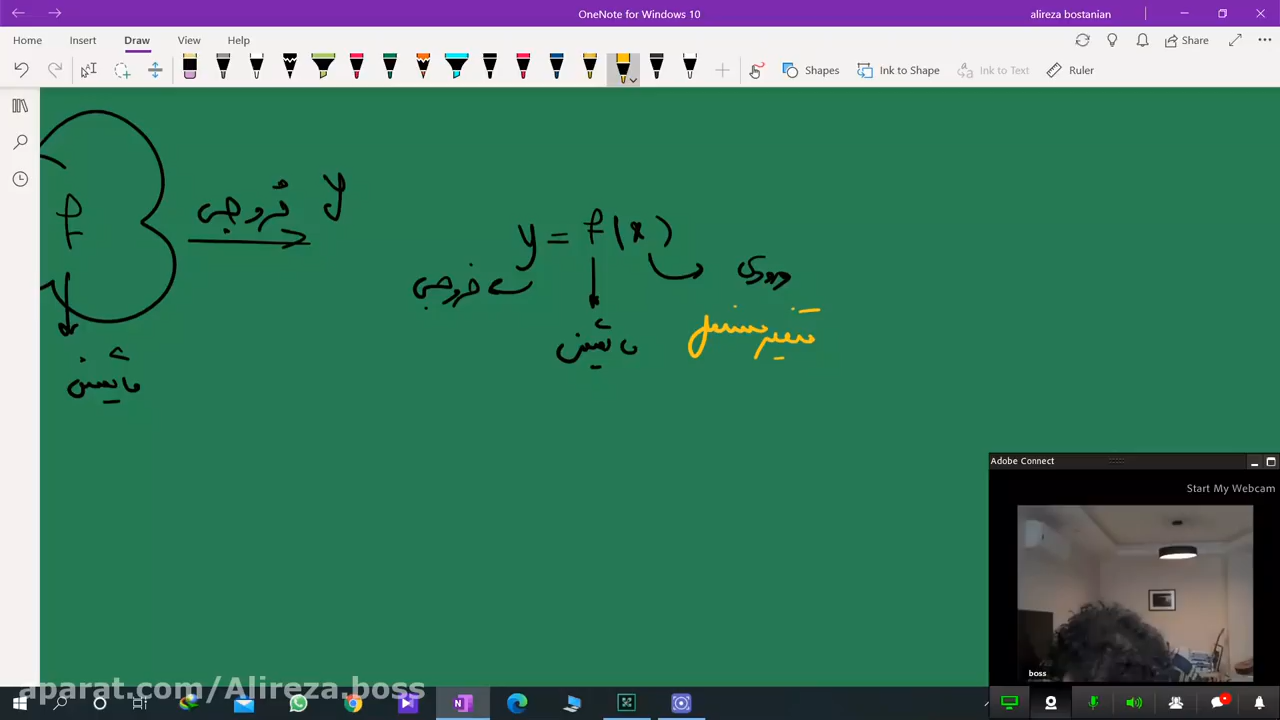 OneNote for Windows 10
alireza bostanian
Home Insert Draw View Help
Share
Shapes
Ink to Shape
Ink to Text
Ruler
f
خروجی y
ماشین
y = f(x)
خروجی
ورودی
ماشین
متغیر مستقل
Adobe Connect
Start My Webcam
boss
aparat.com/Alireza.boss